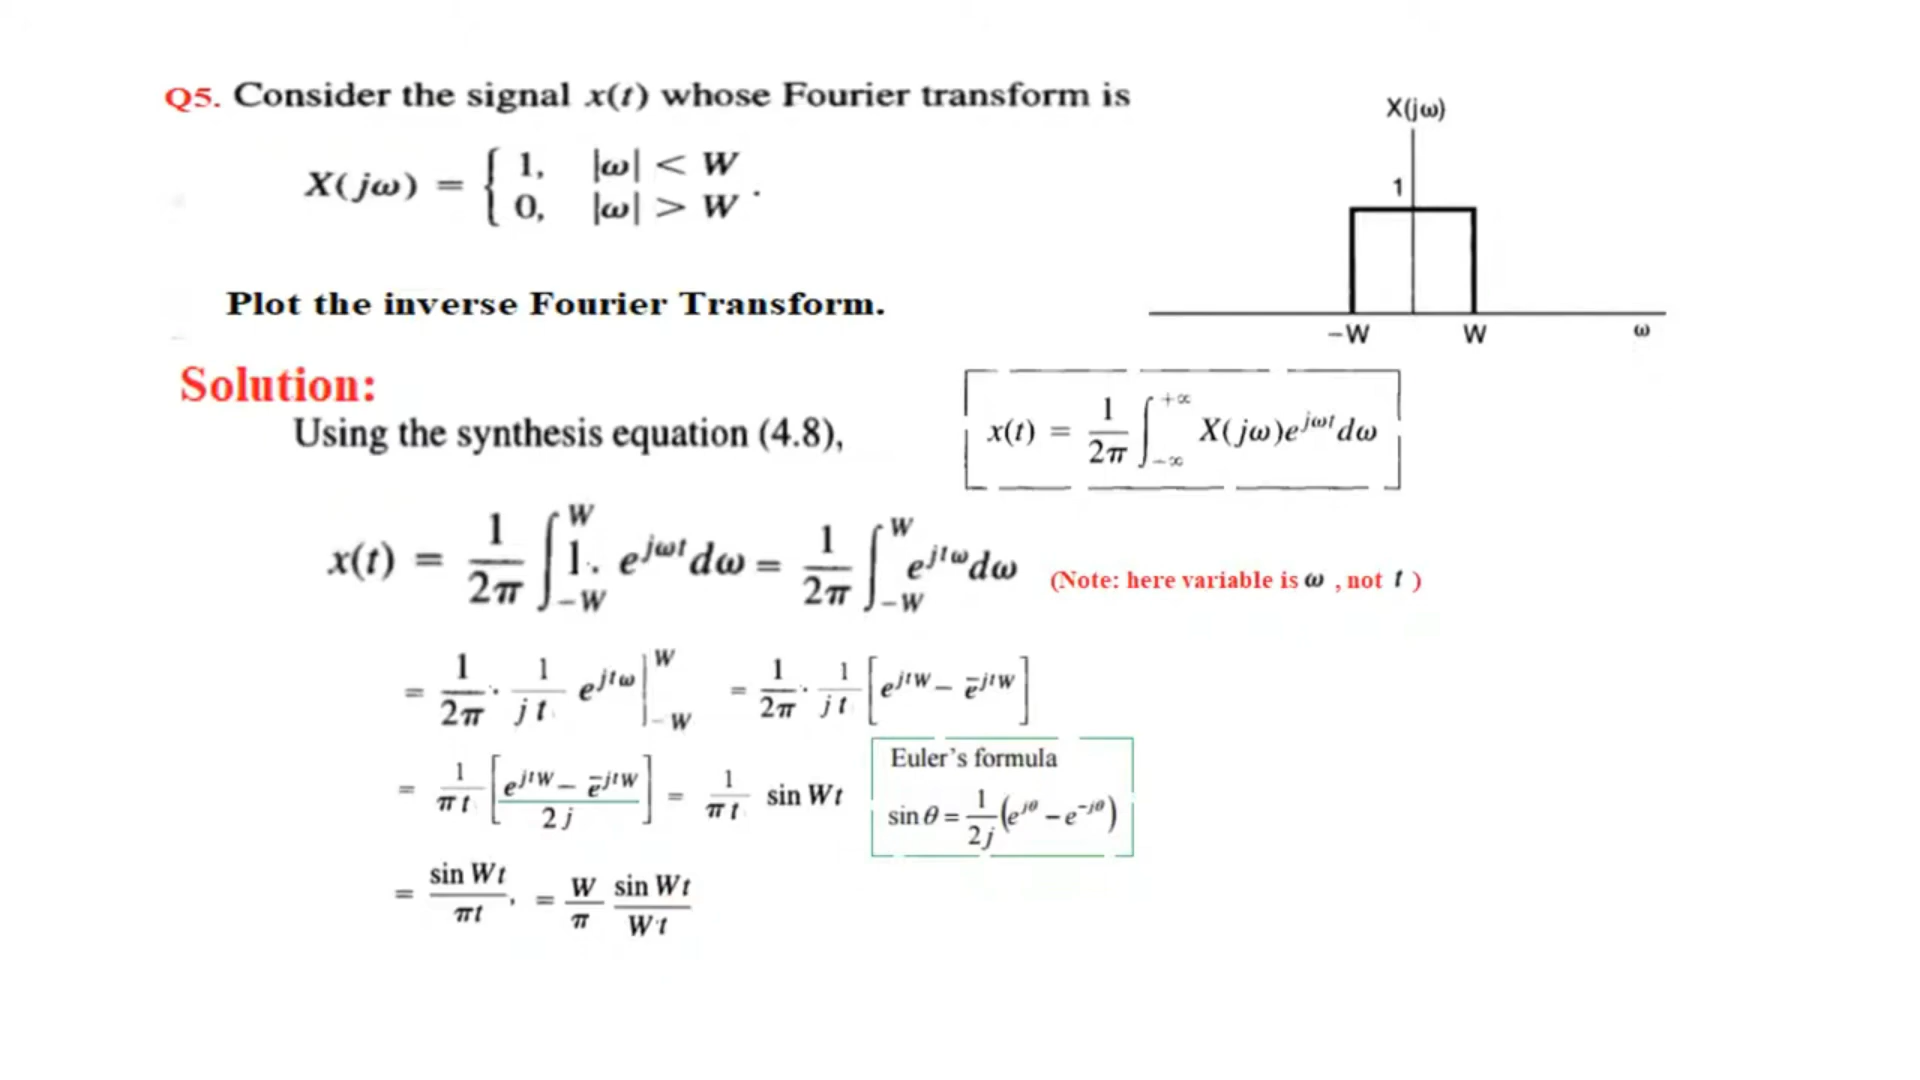 Q5. Consider the signal x(t) whose Fourier transform is
X(jω) = { 1, |ω| < W
0, |ω| > W .
X(jω)
1
-W W ω
Plot the inverse Fourier Transform.
Solution:
Using the synthesis equation (4.8),
x(t) = 1/2π ∫_{-∞}^{+∞} X(jω)e^{jωt}dω
x(t) = 1/2π ∫_{-W}^{W} 1. e^{jωt}dω = 1/2π ∫_{-W}^{W} e^{jtω}dω (Note: here variable is ω , not t )
= 1/2π · 1/jt e^{jtω} |_{-W}^{W} = 1/2π · 1/jt [e^{jtW} - e^{-jtW}]
= 1/πt [(e^{jtW} - e^{-jtW})/2j] = 1/πt sin Wt
Euler's formula
sin θ = 1/2j (e^{jθ} - e^{-jθ})
= sin Wt/πt , = W/π sin Wt/Wt